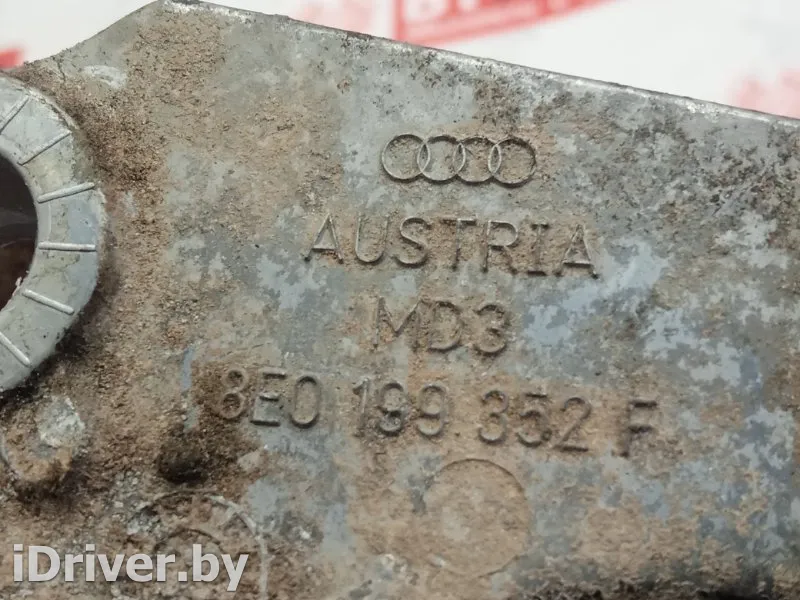 AUSTRIA
MD3
8E0 199 352 F
iDriver.by